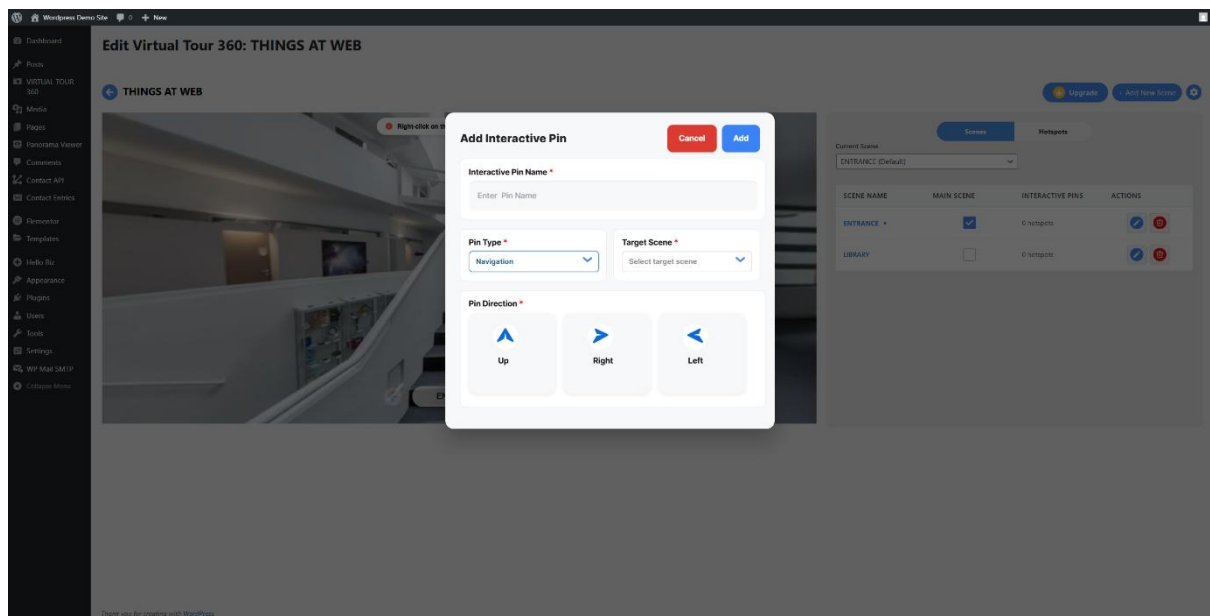 Wordpress Demo Site 0 New
Dashboard
Posts
VIRTUAL TOUR
360
Media
Pages
Panorama Viewer
Comments
Contact API
Contact Entries
Elementor
Templates
Hello Biz
Appearance
Plugins
Users
Tools
Settings
WP Mail SMTP
Collapse Menu
Edit Virtual Tour 360: THINGS AT WEB
THINGS AT WEB
Upgrade
+ Add New Scene
Right-click on
Add Interactive Pin
Cancel
Add
Interactive Pin Name *
Enter Pin Name
Pin Type *
Navigation
Target Scene *
Select target scene
Pin Direction *
Up
Right
Left
Scenes
Hotspots
Current Scene
ENTRANCE (Default)
SCENE NAME MAIN SCENE INTERACTIVE PINS ACTIONS
ENTRANCE 0 hotspots
LIBRARY 0 hotspots
Thank you for creating with WordPress.